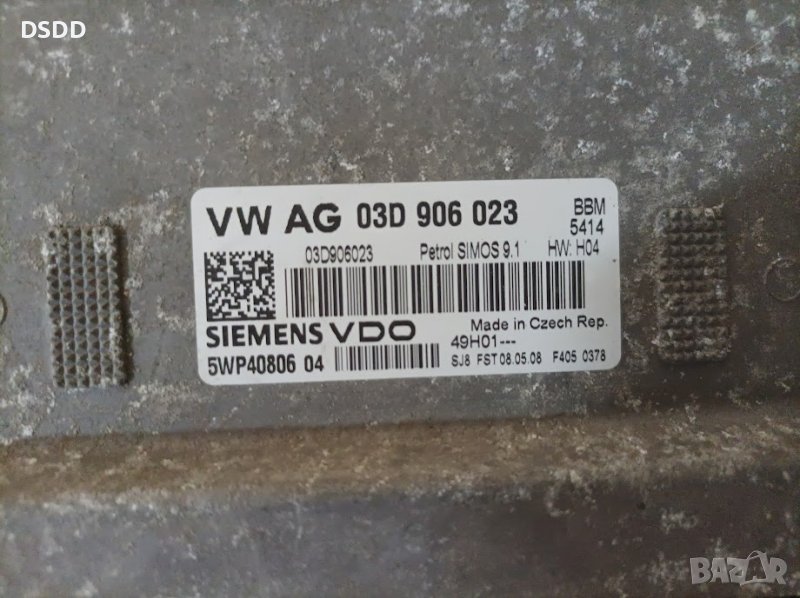 DSDD
VW AG 03D 906 023 BBM
5414
03D906023 Petrol SIMOS 9.1 HW: H04
SIEMENS VDO Made in Czech Rep.
49H01---
5WP40806 04 SJ8 FST 08.05.08 F405 0378
BAZAR